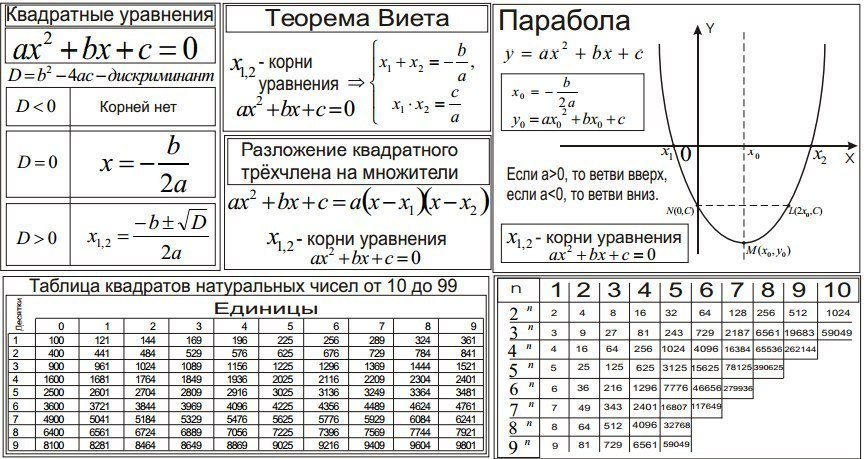 Квадратные уравнения
ax² + bx + c = 0
D = b² – 4ac – дискриминант
D < 0 Корней нет
D = 0 x = – b/2a
D > 0 x₁,₂ = (–b ± √D)/2a
Теорема Виета
x₁,₂ - корни
уравнения ⇒
ax² + bx + c = 0
x₁ + x₂ = – b/a,
x₁ · x₂ = c/a
Разложение квадратного
трёхчлена на множители
ax² + bx + c = a(x – x₁)(x – x₂)
x₁,₂ - корни уравнения
ax² + bx + c = 0
Парабола
y = ax² + bx + c
x₀ = – b/2a
y₀ = ax₀² + bx₀ + c
Y
x₁ 0 x₀ x₂ X
Если a>0, то ветви вверх,
если a<0, то ветви вниз.
N(0,C) L(2x₀,C)
M(x₀,y₀)
x₁,₂ - корни уравнения
ax² + bx + c = 0
Таблица квадратов натуральных чисел от 10 до 99
Десятки
Единицы
0 1 2 3 4 5 6 7 8 9
1 100 121 144 169 196 225 256 289 324 361
2 400 441 484 529 576 625 676 729 784 841
3 900 961 1024 1089 1156 1225 1296 1369 1444 1521
4 1600 1681 1764 1849 1936 2025 2116 2209 2304 2401
5 2500 2601 2704 2809 2916 3025 3136 3249 3364 3481
6 3600 3721 3844 3969 4096 4225 4356 4489 4624 4761
7 4900 5041 5184 5329 5476 5625 5776 5929 6084 6241
8 6400 6561 6724 6889 7056 7225 7396 7569 7744 7921
9 8100 8281 8464 8649 8869 9025 9216 9409 9604 9801
n 1 2 3 4 5 6 7 8 9 10
2ⁿ 2 4 8 16 32 64 128 256 512 1024
3ⁿ 3 9 27 81 243 729 2187 6561 19683 59049
4ⁿ 4 16 64 256 1024 4096 16384 65536 262144
5ⁿ 5 25 125 625 3125 15625 78125 390625
6ⁿ 6 36 216 1296 7776 46656 279936
7ⁿ 7 49 343 2401 16807 117649
8ⁿ 8 64 512 4096 32768
9ⁿ 9 81 729 6561 59049